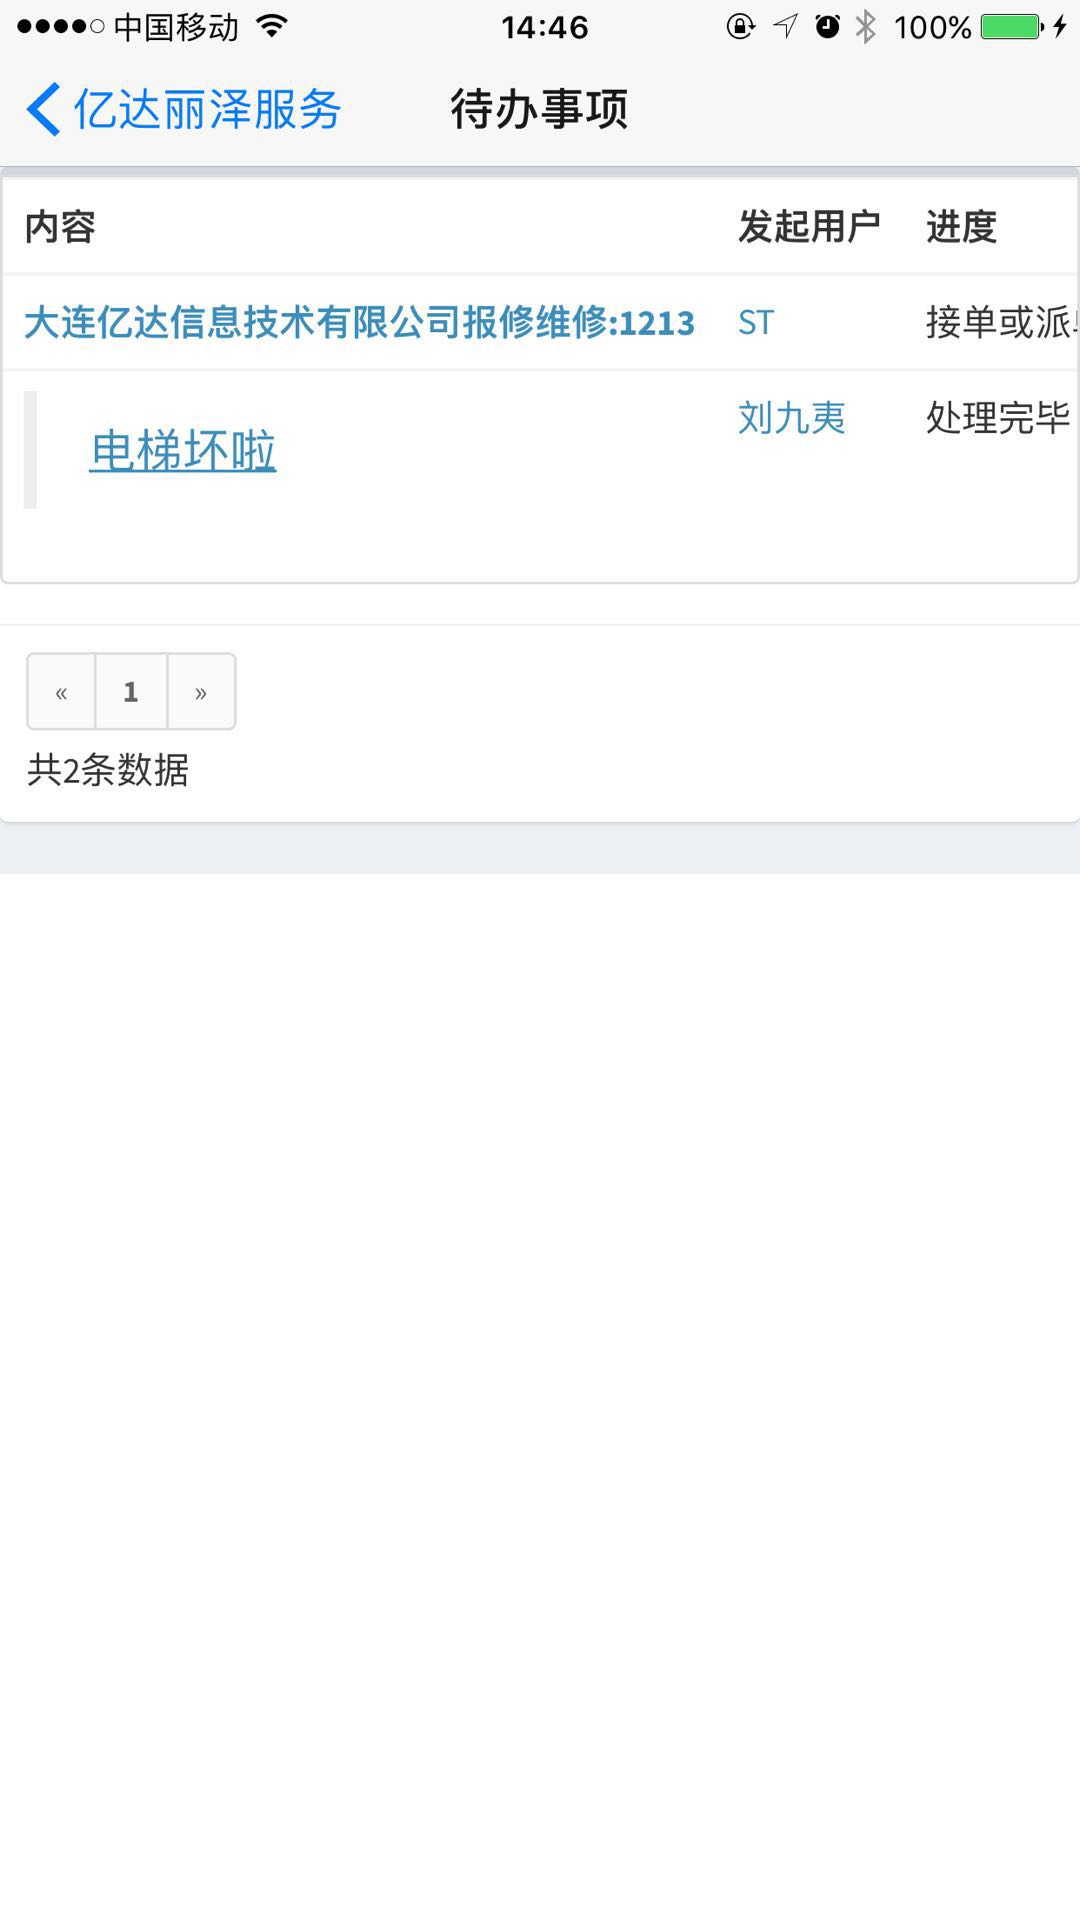 中国移动 14:46 100%
亿达丽泽服务 待办事项
内容 发起用户 进度
大连亿达信息技术有限公司报修维修:1213 ST 接单或派
电梯坏啦 刘九夷 处理完毕
« 1 »
共2条数据